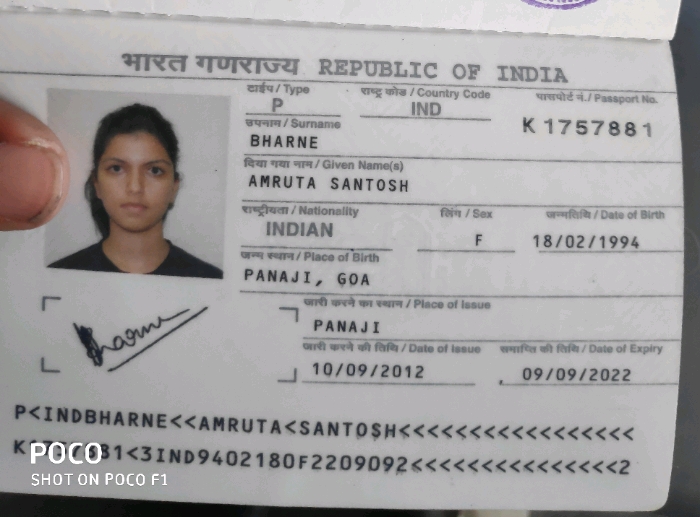 भारत गणराज्य REPUBLIC OF INDIA
टाईप / Type राष्ट्र कोड / Country Code पासपोर्ट नं. / Passport No.
P IND K 1757881
उपनाम / Surname
BHARNE
दिया गया नाम / Given Name(s)
AMRUTA SANTOSH
राष्ट्रीयता / Nationality लिंग / Sex जन्मतिथि / Date of Birth
INDIAN F 18/02/1994
जन्म स्थान / Place of Birth
PANAJI, GOA
जारी करने का स्थान / Place of Issue
PANAJI
जारी करने की तिथि / Date of Issue समाप्ति की तिथि / Date of Expiry
10/09/2012 09/09/2022
Bharne
P<INDBHARNE<<AMRUTA<SANTOSH<<<<<<<<<<<<<<<<<
K1757881<3IND9402180F2209092<<<<<<<<<<<<<<<2
POCO
SHOT ON POCO F1